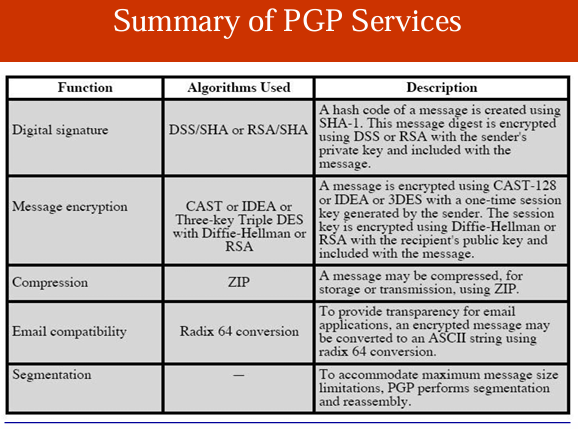 Summary of PGP Services
Function Algorithms Used Description
Digital signature
DSS/SHA or RSA/SHA
A hash code of a message is created using
SHA-1. This message digest is encrypted
using DSS or RSA with the sender's
private key and included with the
message.
Message encryption
CAST or IDEA or
Three-key Triple DES
with Diffie-Hellman or
RSA
A message is encrypted using CAST-128
or IDEA or 3DES with a one-time session
key generated by the sender. The session
key is encrypted using Diffie-Hellman or
RSA with the recipient's public key and
included with the message.
Compression
ZIP
A message may be compressed, for
storage or transmission, using ZIP.
Email compatibility
Radix 64 conversion
To provide transparency for email
applications, an encrypted message may
be converted to an ASCII string using
radix 64 conversion.
Segmentation
—
To accommodate maximum message size
limitations, PGP performs segmentation
and reassembly.